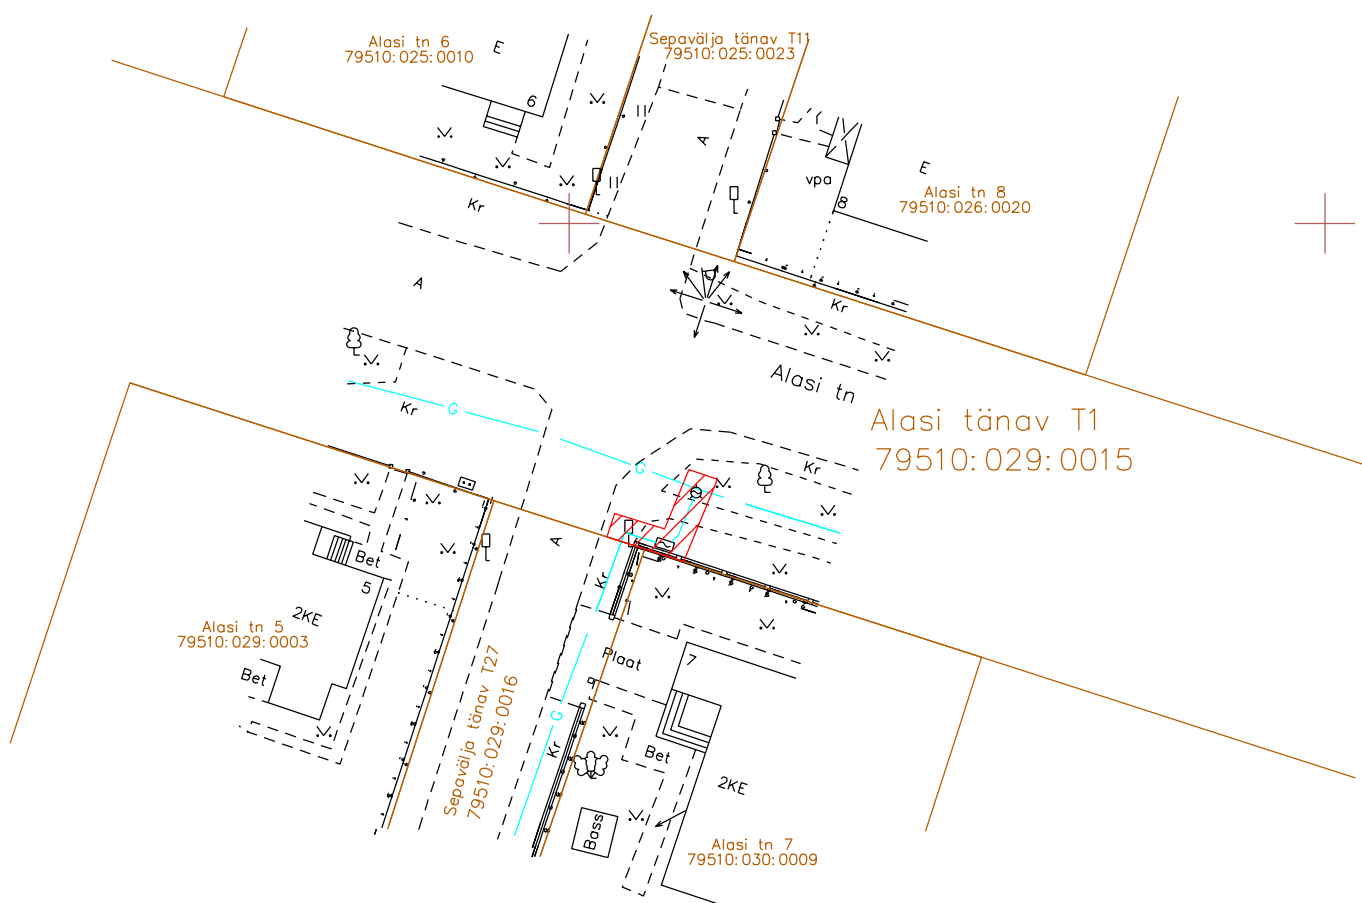 Alasi tn 6
79510:025:0010
E
6
Sepavälja tänav T11
79510:025:0023
A
vpa
8
E
Alasi tn 8
79510:026:0020
Kr
A
Kr
Alasi tn
Alasi tänav T1
79510:029:0015
Kr
G
G
Kr
A
Bet
5
2KE
Alasi tn 5
79510:029:0003
Bet
Kr
Plaat
7
Sepavälja tänav T27
79510:029:0016
G
Kr
Bet
2KE
Bass
Alasi tn 7
79510:030:0009